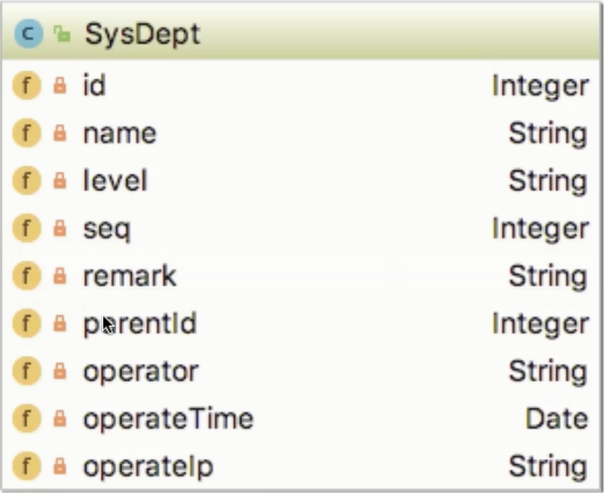 C SysDept
f id Integer
f name String
f level String
f seq Integer
f remark String
f parentId Integer
f operator String
f operateTime Date
f operateIp String